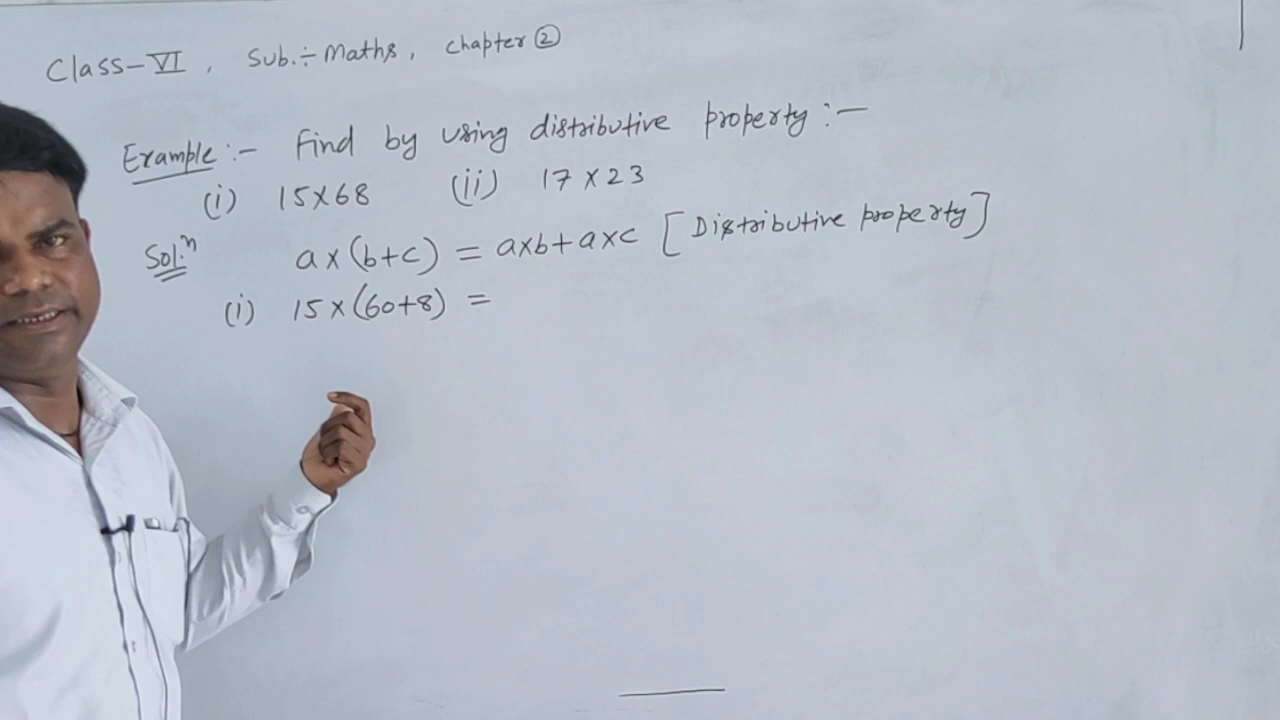 Class-VI, Sub.÷Maths, Chapter ②
Example:- Find by using distributive property:-
(i) 15×68 (ii) 17×23
Sol.ⁿ a×(b+c) = a×b+a×c [Distributive property]
(i) 15×(60+8) =